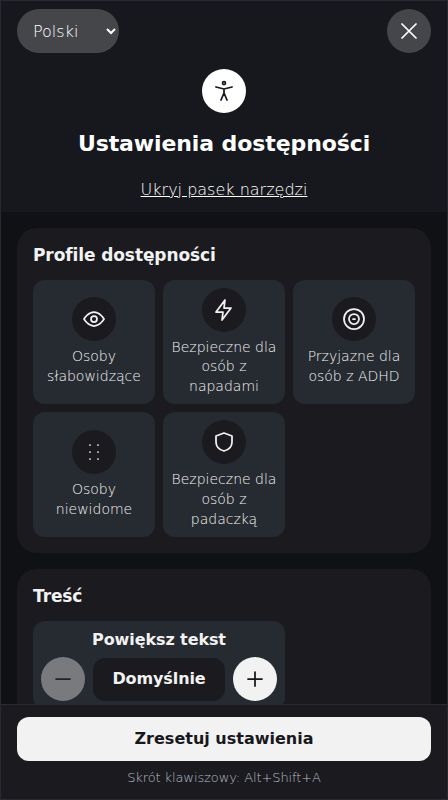 Polski
Ustawienia dostępności
Ukryj pasek narzędzi
Profile dostępności
Osoby
słabowidzące
Bezpieczne dla
osób z
napadami
Przyjazne dla
osób z ADHD
Osoby
niewidome
Bezpieczne dla
osób z
padaczką
Treść
Powiększ tekst
Domyślnie
Zresetuj ustawienia
Skrót klawiszowy: Alt+Shift+A